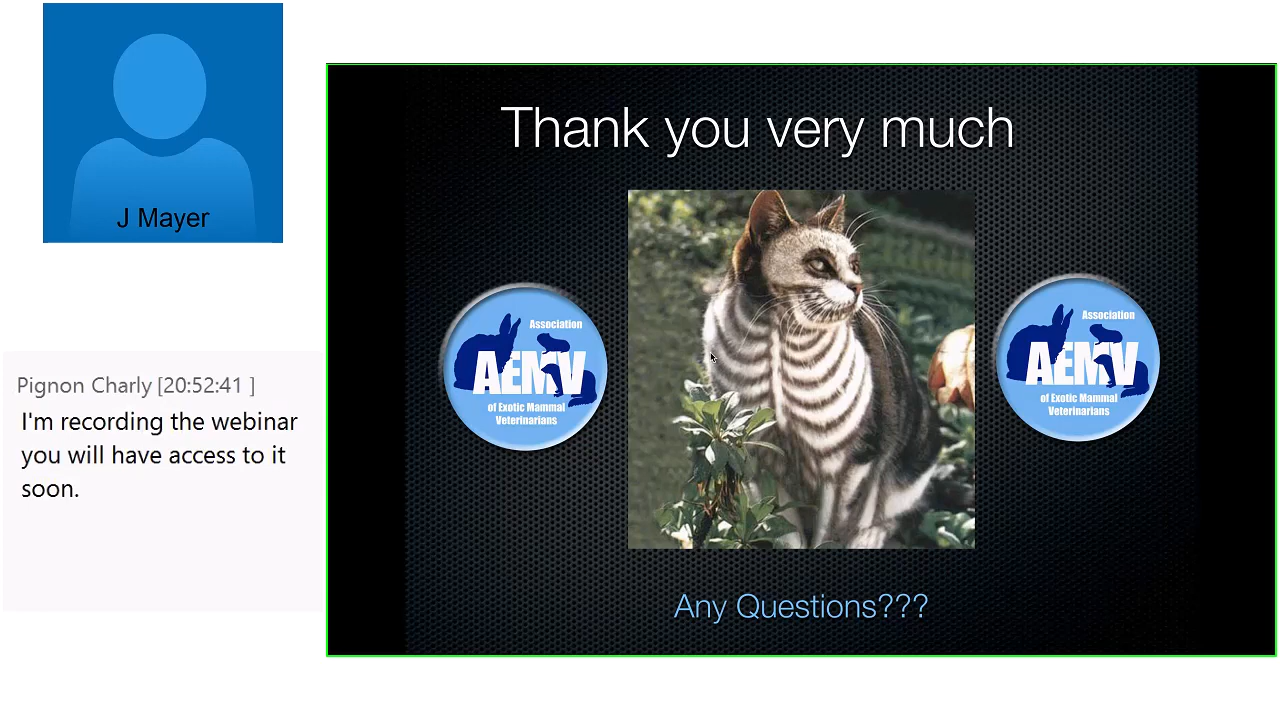 J Mayer
Pignon Charly [20:52:41 ]
I'm recording the webinar
you will have access to it
soon.
Thank you very much
Association
AEMV
of Exotic Mammal
Veterinarians
Association
AEMV
of Exotic Mammal
Veterinarians
Any Questions???